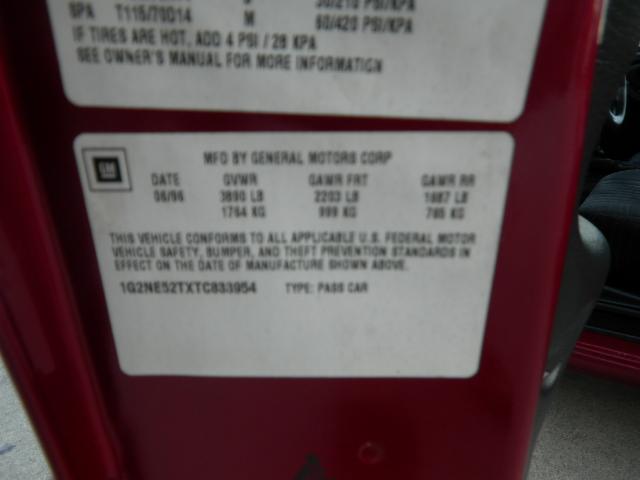 SPA T115/70D14 M 60/420 PSI/KPA
IF TIRES ARE HOT, ADD 4 PSI / 28 KPA
SEE OWNER'S MANUAL FOR MORE INFORMATION
GM
MFD BY GENERAL MOTORS CORP
DATE GVWR GAWR FRT GAWR RR
06/96 3890 LB 2203 LB 1687 LB
1764 KG 999 KG 765 KG
THIS VEHICLE CONFORMS TO ALL APPLICABLE U.S. FEDERAL MOTOR
VEHICLE SAFETY, BUMPER, AND THEFT PREVENTION STANDARDS IN
EFFECT ON THE DATE OF MANUFACTURE SHOWN ABOVE.
1G2NE52TXTC833954 TYPE: PASS CAR